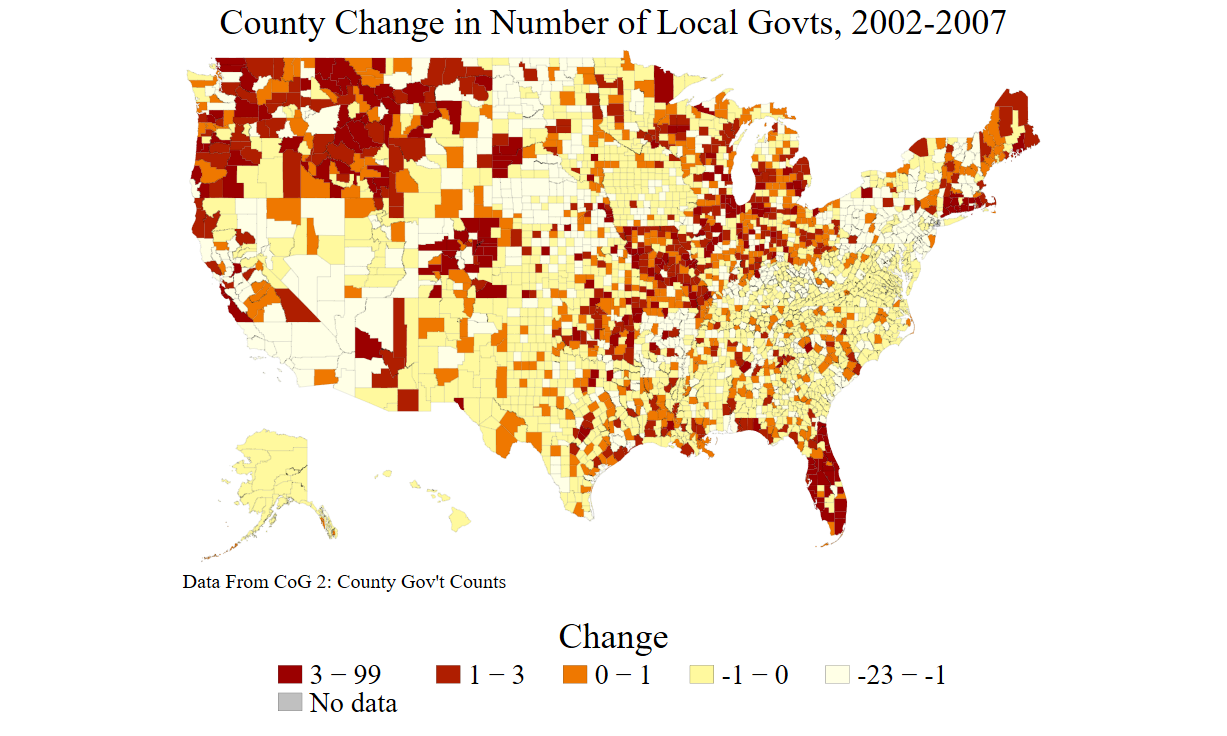 County Change in Number of Local Govts, 2002-2007
Data From CoG 2: County Gov't Counts
Change
3 − 99 1 − 3 0 − 1 -1 − 0 -23 − -1
No data